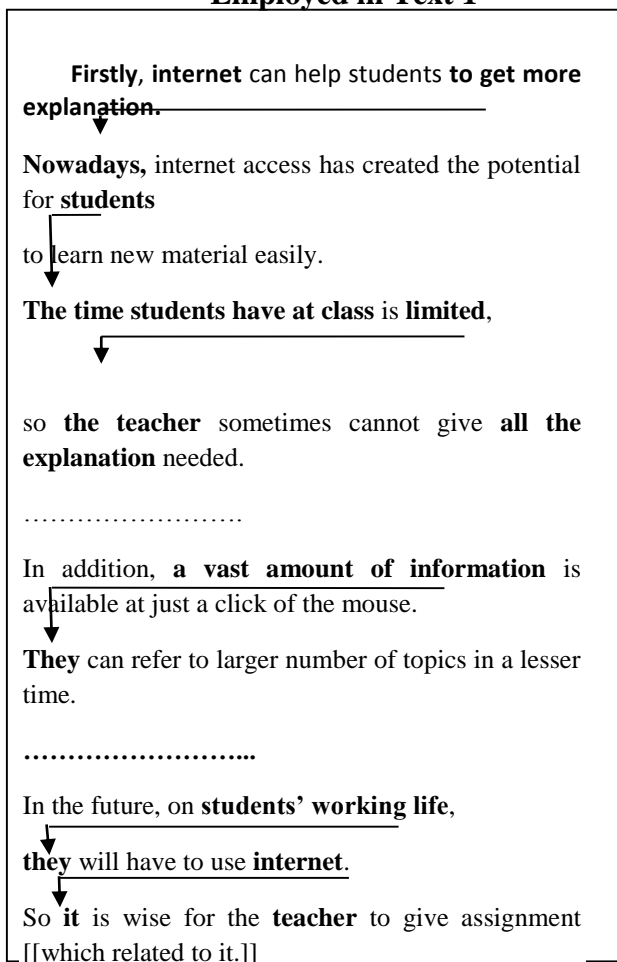 Employed in Text 1
Firstly, internet can help students to get more
explanation.
Nowadays, internet access has created the potential
for students
to learn new material easily.
The time students have at class is limited,
so the teacher sometimes cannot give all the
explanation needed.
…………………….
In addition, a vast amount of information is
available at just a click of the mouse.
They can refer to larger number of topics in a lesser
time.
……………………...
In the future, on students’ working life,
they will have to use internet.
So it is wise for the teacher to give assignment
[[which related to it.]]